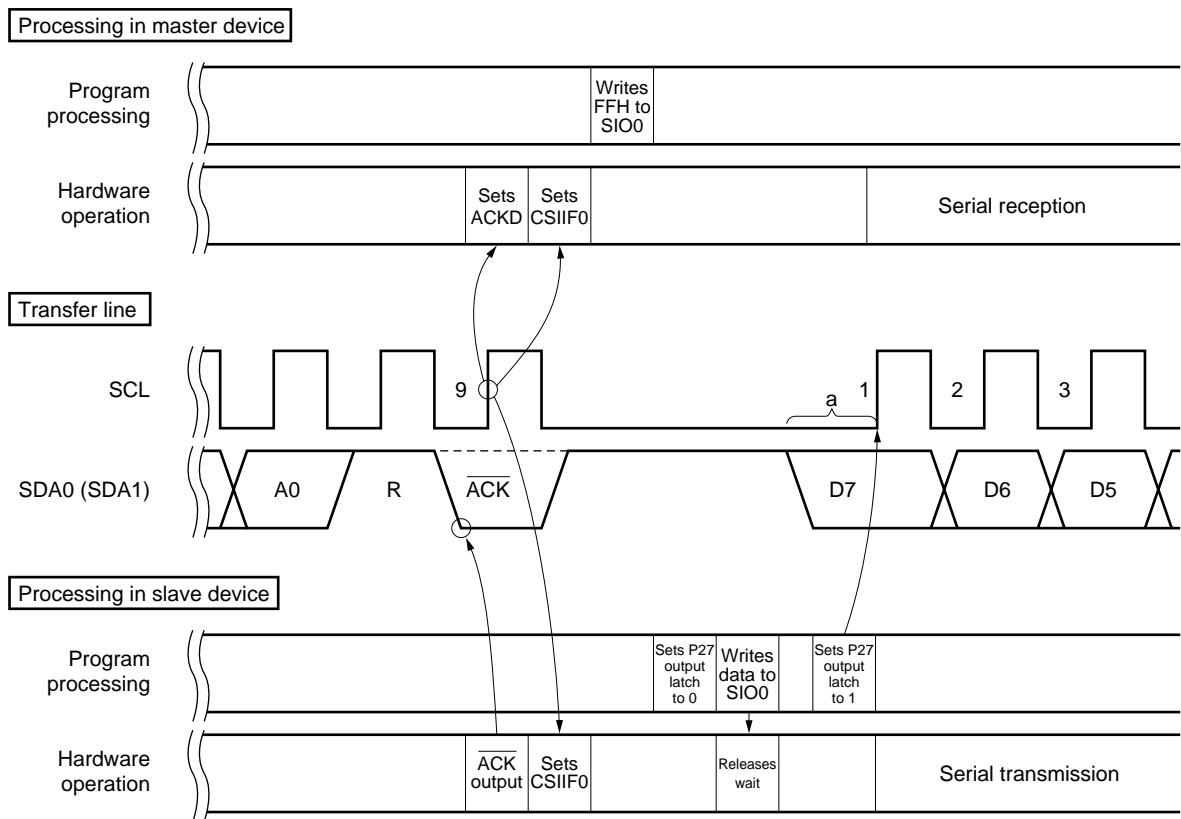 Processing in master device
Program
processing
Writes
FFH to
SIO0
Hardware
operation
Sets
ACKD
Sets
CSIIF0
Serial reception
Transfer line
SCL
9
a
1
2
3
SDA0 (SDA1)
A0
R
ACK
D7
D6
D5
Processing in slave device
Program
processing
Sets P27
output
latch
to 0
Writes
data to
SIO0
Sets P27
output
latch
to 1
Hardware
operation
ACK
output
Sets
CSIIF0
Releases
wait
Serial transmission